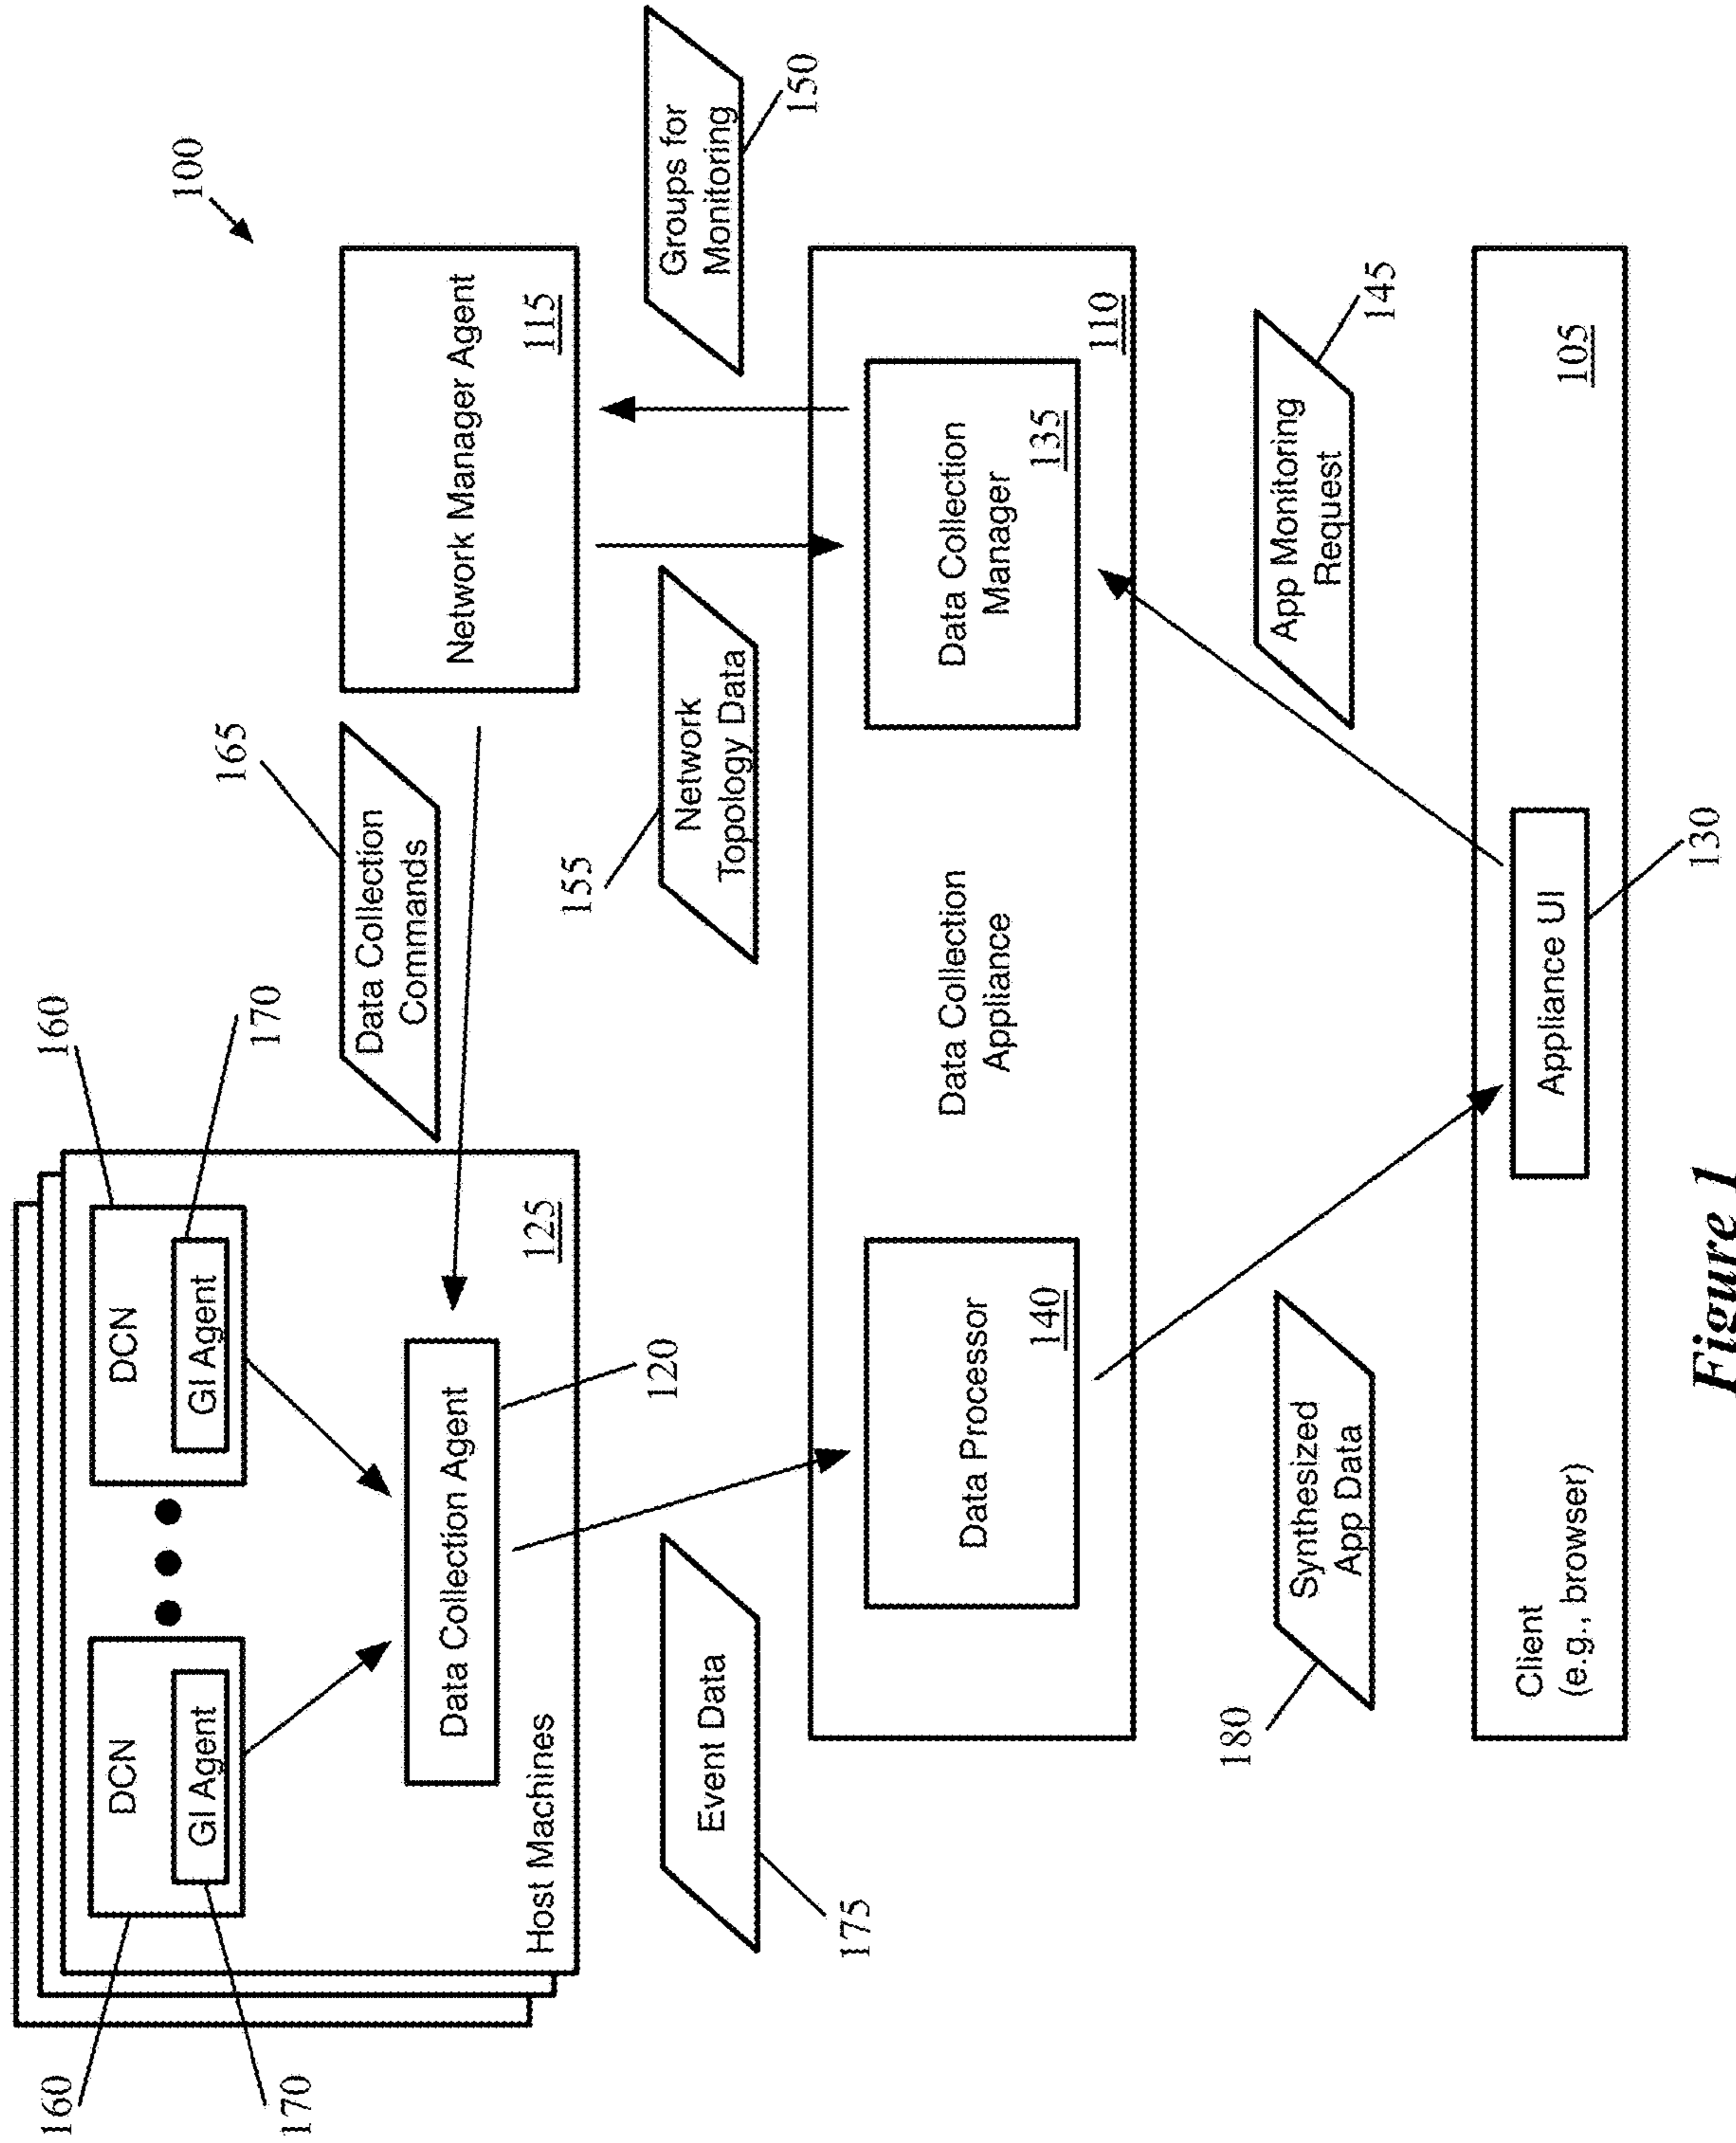 100
160
170
160
170
DCN
GI Agent
DCN
GI Agent
Data Collection Agent
120
Host Machines
125
165
Data Collection
Commands
Network Manager Agent
115
175
Event Data
155
Network
Topology Data
Groups for
Monitoring
150
Data Processor
140
Data Collection
Appliance
Data Collection
Manager
135
110
180
Synthesized
App Data
App Monitoring
Request
145
Client
(e.g., browser)
Appliance UI
130
105
Figure 1